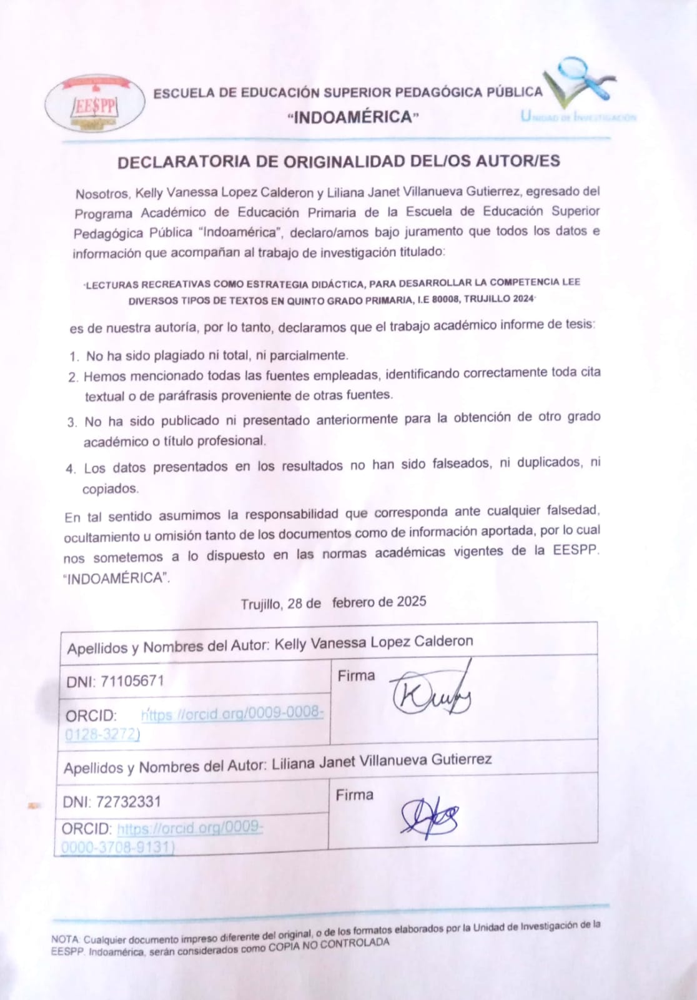 EESPP
ESCUELA DE EDUCACIÓN SUPERIOR PEDAGÓGICA PÚBLICA
“INDOAMÉRICA”
UNIDAD DE INVESTIGACIÓN
DECLARATORIA DE ORIGINALIDAD DEL/OS AUTOR/ES
Nosotros, Kelly Vanessa Lopez Calderon y Liliana Janet Villanueva Gutierrez, egresado del
Programa Académico de Educación Primaria de la Escuela de Educación Superior
Pedagógica Pública “Indoamérica”, declaro/amos bajo juramento que todos los datos e
información que acompañan al trabajo de investigación titulado:
“LECTURAS RECREATIVAS COMO ESTRATEGIA DIDÁCTICA, PARA DESARROLLAR LA COMPETENCIA LEE
DIVERSOS TIPOS DE TEXTOS EN QUINTO GRADO PRIMARIA, I.E 80008, TRUJILLO 2024”
es de nuestra autoría, por lo tanto, declaramos que el trabajo académico informe de tesis:
1. No ha sido plagiado ni total, ni parcialmente.
2. Hemos mencionado todas las fuentes empleadas, identificando correctamente toda cita
textual o de paráfrasis proveniente de otras fuentes.
3. No ha sido publicado ni presentado anteriormente para la obtención de otro grado
académico o título profesional.
4. Los datos presentados en los resultados no han sido falseados, ni duplicados, ni
copiados.
En tal sentido asumimos la responsabilidad que corresponda ante cualquier falsedad,
ocultamiento u omisión tanto de los documentos como de información aportada, por lo cual
nos sometemos a lo dispuesto en las normas académicas vigentes de la EESPP.
“INDOAMÉRICA”.
Trujillo, 28 de febrero de 2025
Apellidos y Nombres del Autor: Kelly Vanessa Lopez Calderon
DNI: 71105671
Firma
ORCID: https://orcid.org/0009-0008-
0128-3272)
Apellidos y Nombres del Autor: Liliana Janet Villanueva Gutierrez
DNI: 72732331
Firma
ORCID: https://orcid.org/0009-
0000-3708-9131)
NOTA: Cualquier documento impreso diferente del original, o de los formatos elaborados por la Unidad de Investigación de la
EESPP. Indoamérica, serán considerados como COPIA NO CONTROLADA